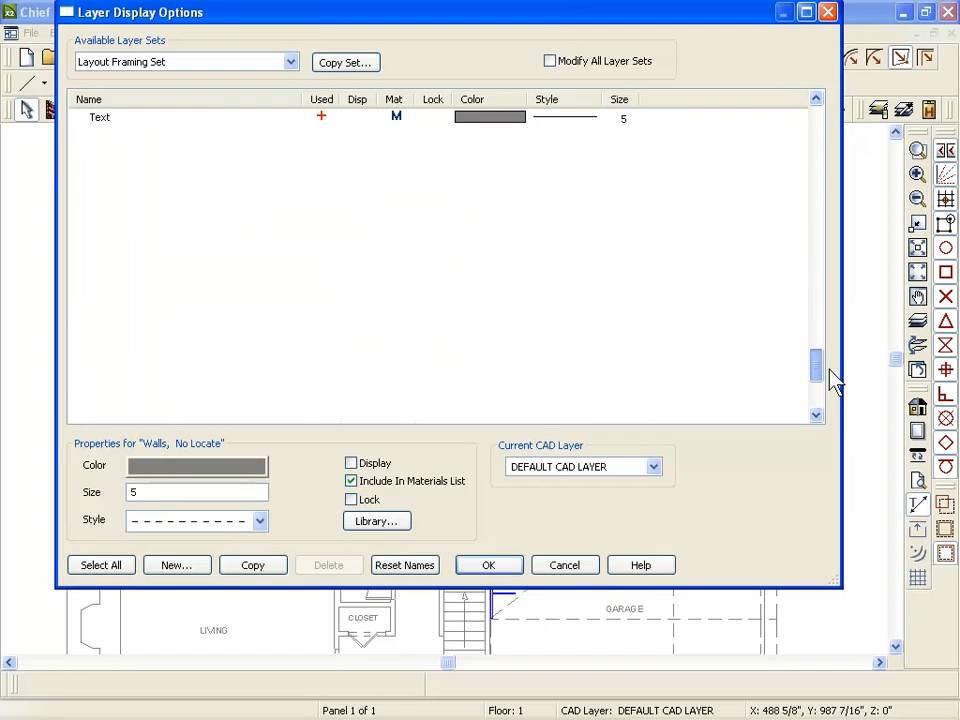 Chief
Layer Display Options
File
Available Layer Sets
Layout Framing Set
Copy Set...
Modify All Layer Sets
Name Used Disp Mat Lock Color Style Size
Text + M 5
Properties for "Walls, No Locate"
Color
Size 5
Style
Display
Include In Materials List
Lock
Library...
Current CAD Layer
DEFAULT CAD LAYER
Select All New... Copy Delete Reset Names OK Cancel Help
LIVING
CLOSET
GARAGE
Panel 1 of 1 Floor: 1 CAD Layer: DEFAULT CAD LAYER X: 488 5/8", Y: 987 7/16", Z: 0"